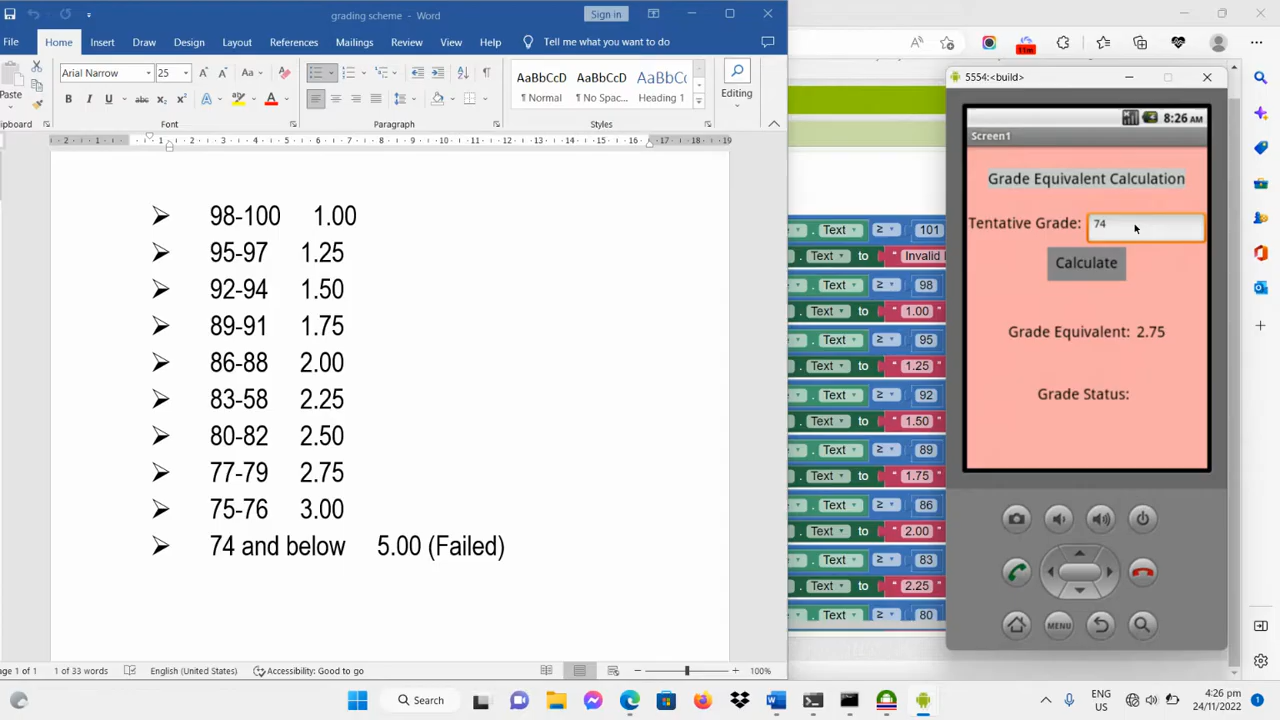 grading scheme - Word
Sign in
File Home Insert Draw Design Layout References Mailings Review View Help Tell me what you want to do
Paste
Arial Narrow 25
AaBbCcDc AaBbCcDc AaBbCc
¶ Normal ¶ No Spac... Heading 1
Editing
Clipboard Font Paragraph Styles
98-100 1.00
95-97 1.25
92-94 1.50
89-91 1.75
86-88 2.00
83-58 2.25
80-82 2.50
77-79 2.75
75-76 3.00
74 and below 5.00 (Failed)
Page 1 of 1 1 of 33 words English (United States) Accessibility: Good to go 100%
. Text ≥ 101
. Text to " Invalid
. Text ≥ 98
. Text to " 1.00 "
. Text ≥ 95
. Text to " 1.25 "
. Text ≥ 92
. Text to " 1.50 "
. Text ≥ 89
. Text to " 1.75 "
. Text ≥ 86
. Text to " 2.00 "
. Text ≥ 83
. Text to " 2.25 "
. Text ≥ 80
11m
5554:<build>
8:26 AM
Screen1
Grade Equivalent Calculation
Tentative Grade: 74
Calculate
Grade Equivalent: 2.75
Grade Status:
MENU
Search
ENG
US
4:26 pm
24/11/2022
1